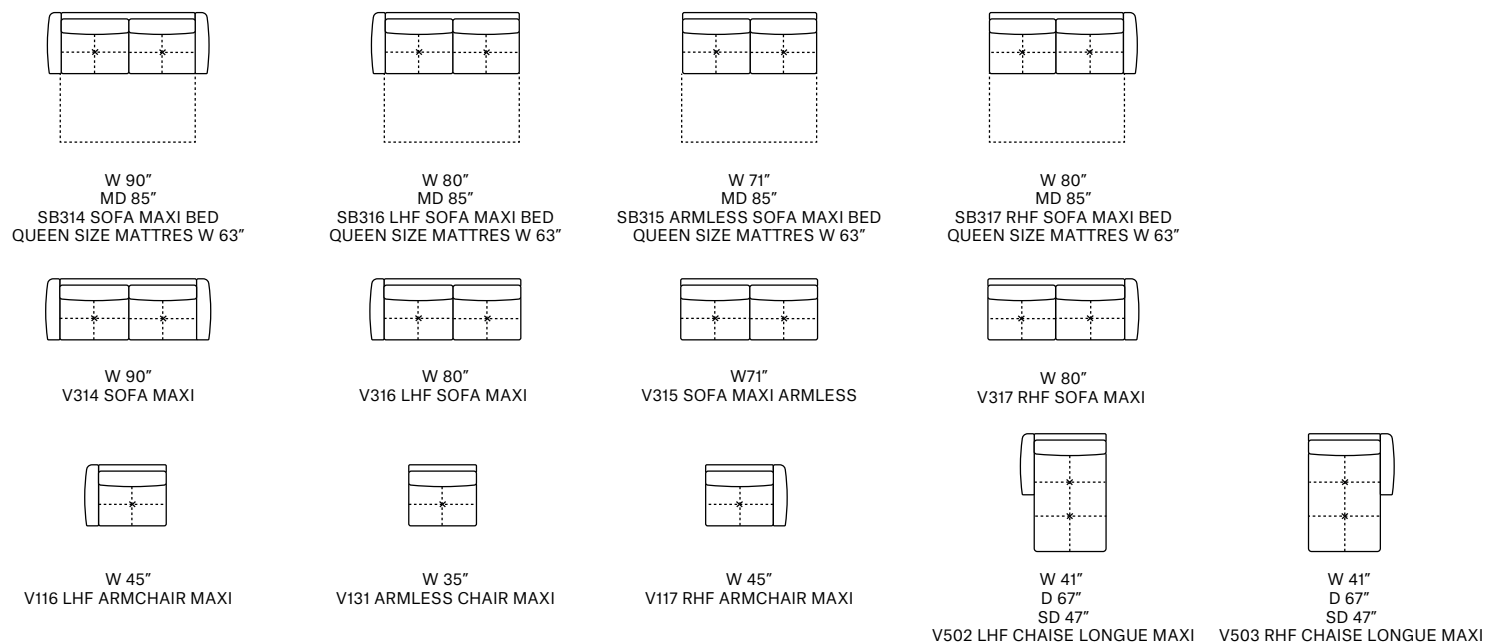 W 90″
MD 85″
SB314 SOFA MAXI BED
QUEEN SIZE MATTRES W 63″
W 80″
MD 85″
SB316 LHF SOFA MAXI BED
QUEEN SIZE MATTRES W 63″
W 71″
MD 85″
SB315 ARMLESS SOFA MAXI BED
QUEEN SIZE MATTRES W 63″
W 80″
MD 85″
SB317 RHF SOFA MAXI BED
QUEEN SIZE MATTRES W 63″
W 90″
V314 SOFA MAXI
W 80″
V316 LHF SOFA MAXI
W71″
V315 SOFA MAXI ARMLESS
W 80″
V317 RHF SOFA MAXI
W 45″
V116 LHF ARMCHAIR MAXI
W 35″
V131 ARMLESS CHAIR MAXI
W 45″
V117 RHF ARMCHAIR MAXI
W 41″
D 67″
SD 47″
V502 LHF CHAISE LONGUE MAXI
W 41″
D 67″
SD 47″
V503 RHF CHAISE LONGUE MAXI